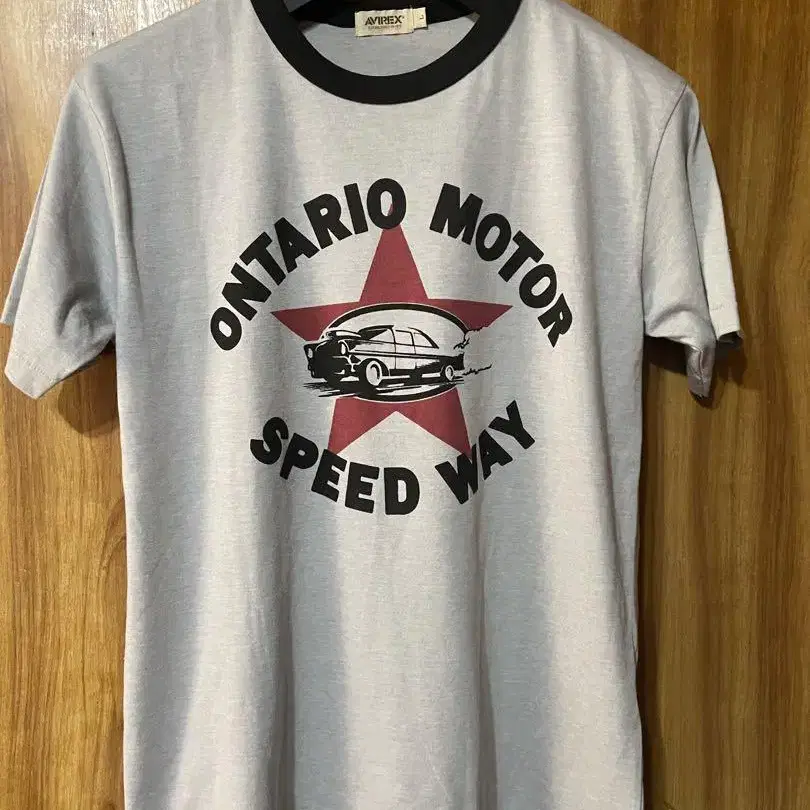 AVIREX
L
ONTARIO MOTOR
SPEED WAY